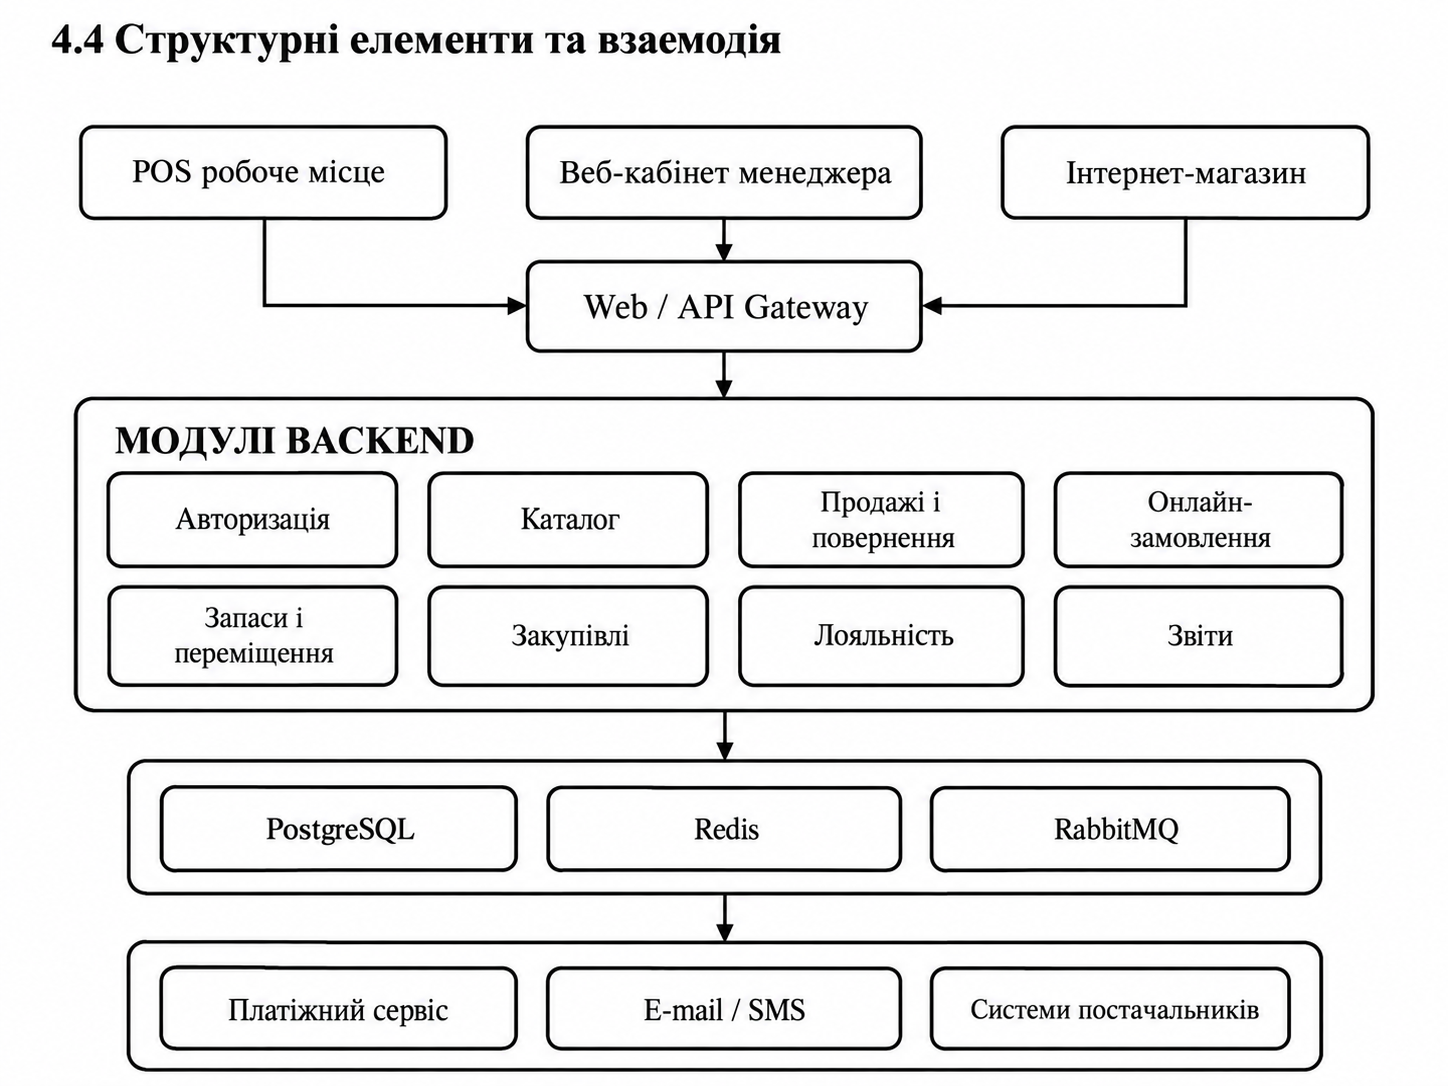 4.4 Структурні елементи та взаемодія
POS робоче місце
Веб-кабінет менеджера
Інтернет-магазин
Web / API Gateway
МОДУЛІ BACKEND
Авторизація
Каталог
Продажі і
повернення
Онлайн-
замовлення
Запаси і
переміщення
Закупівлі
Лояльність
Звіти
PostgreSQL
Redis
RabbitMQ
Платіжний сервіс
E-mail / SMS
Системи постачальників